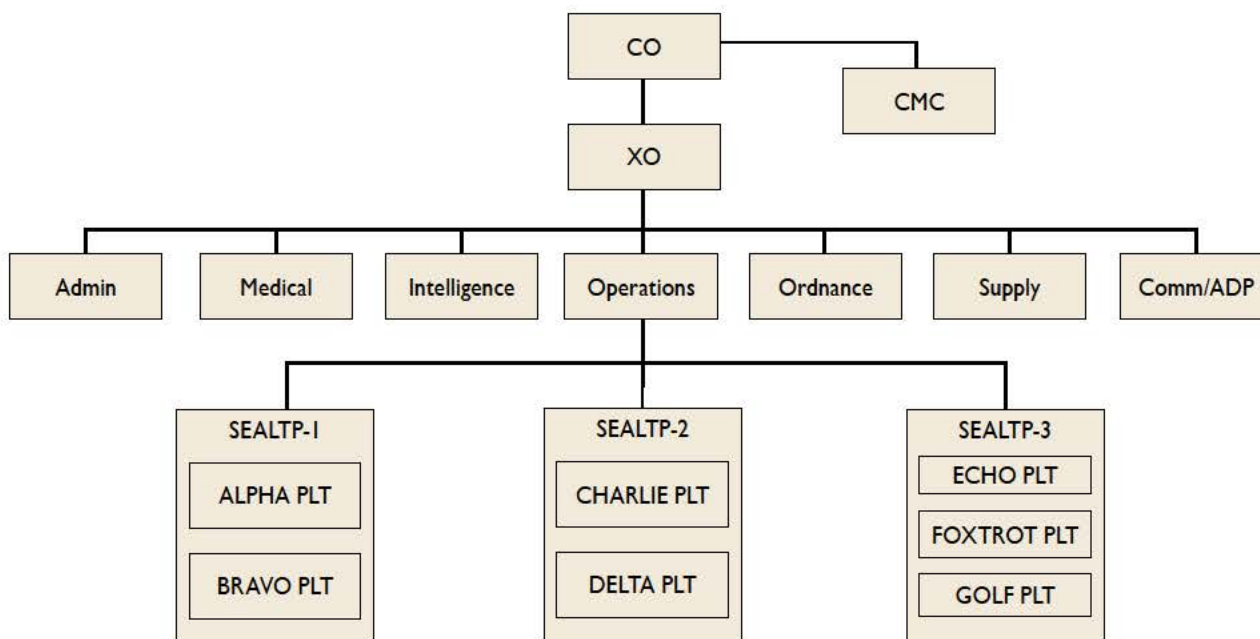 CO
CMC
XO
Admin
Medical
Intelligence
Operations
Ordnance
Supply
Comm/ADP
SEALTP-1
ALPHA PLT
BRAVO PLT
SEALTP-2
CHARLIE PLT
DELTA PLT
SEALTP-3
ECHO PLT
FOXTROT PLT
GOLF PLT